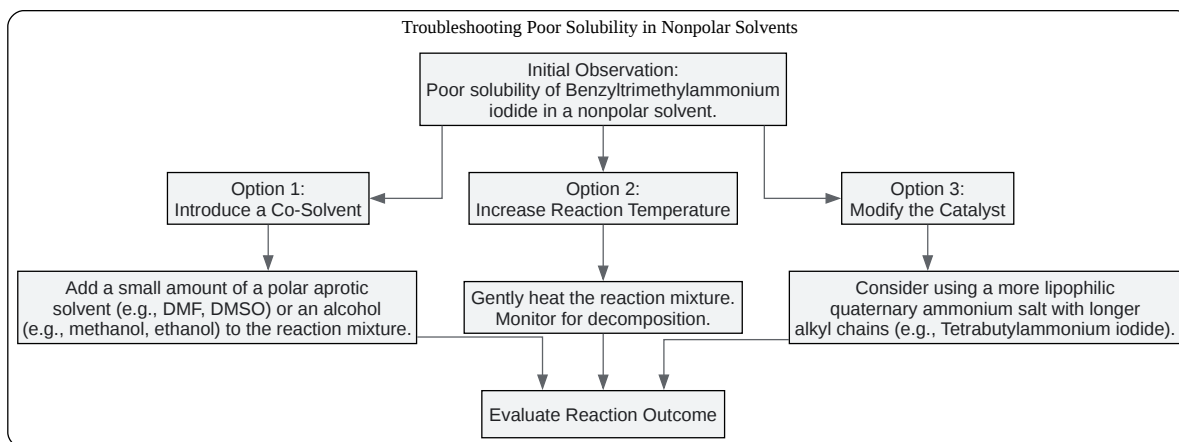 Troubleshooting Poor Solubility in Nonpolar Solvents
Initial Observation:
Poor solubility of Benzyltrimethylammonium
iodide in a nonpolar solvent.
Option 1:
Introduce a Co-Solvent
Option 2:
Increase Reaction Temperature
Option 3:
Modify the Catalyst
Add a small amount of a polar aprotic
solvent (e.g., DMF, DMSO) or an alcohol
(e.g., methanol, ethanol) to the reaction mixture.
Gently heat the reaction mixture.
Monitor for decomposition.
Consider using a more lipophilic
quaternary ammonium salt with longer
alkyl chains (e.g., Tetrabutylammonium iodide).
Evaluate Reaction Outcome